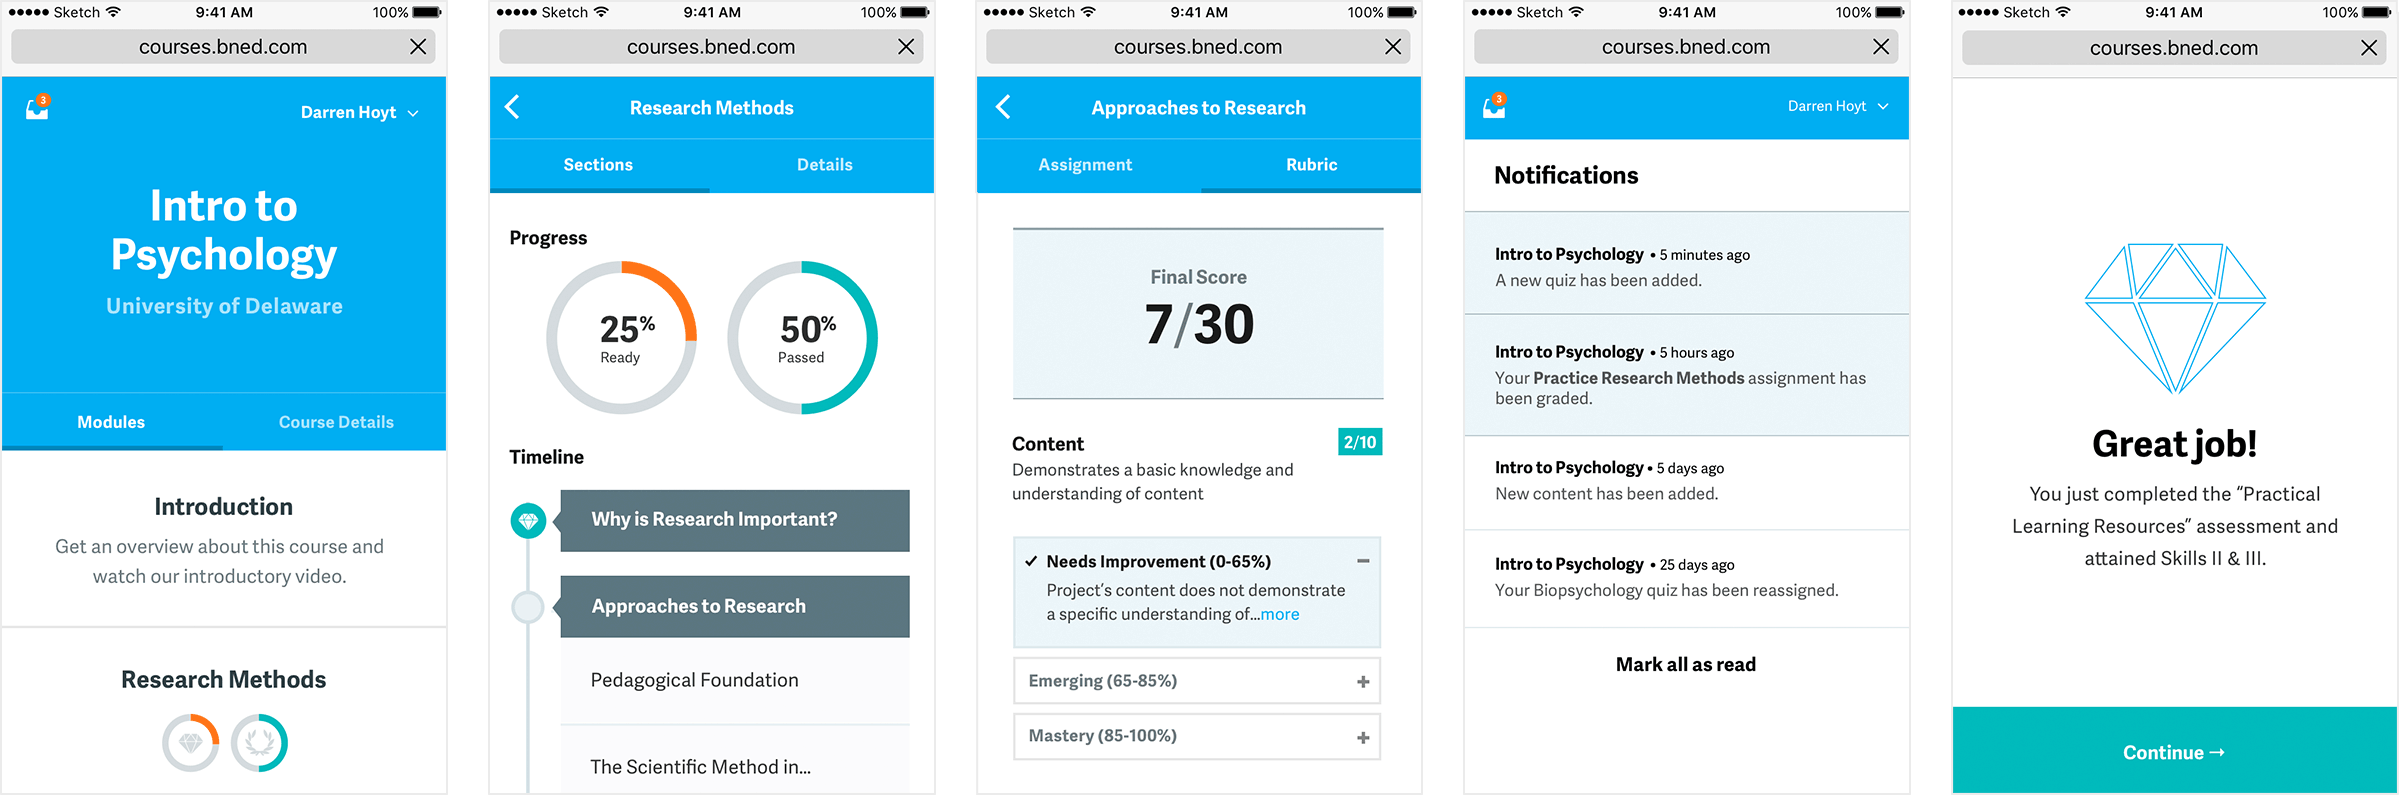 ●●●●● Sketch 9:41 AM 100%
courses.bned.com
3
Darren Hoyt
Intro to
Psychology
University of Delaware
Modules Course Details
Introduction
Get an overview about this course and
watch our introductory video.
Research Methods
●●●●● Sketch 9:41 AM 100%
courses.bned.com
Research Methods
Sections Details
Progress
25% 50%
Ready Passed
Timeline
Why is Research Important?
Approaches to Research
Pedagogical Foundation
The Scientific Method in...
●●●●● Sketch 9:41 AM 100%
courses.bned.com
Approaches to Research
Assignment Rubric
Final Score
7/30
Content 2/10
Demonstrates a basic knowledge and
understanding of content
Needs Improvement (0-65%)
Project's content does not demonstrate
a specific understanding of...more
Emerging (65-85%)
Mastery (85-100%)
●●●●● Sketch 9:41 AM 100%
courses.bned.com
3
Darren Hoyt
Notifications
Intro to Psychology • 5 minutes ago
A new quiz has been added.
Intro to Psychology • 5 hours ago
Your Practice Research Methods assignment has
been graded.
Intro to Psychology • 5 days ago
New content has been added.
Intro to Psychology • 25 days ago
Your Biopsychology quiz has been reassigned.
Mark all as read
●●●●● Sketch 9:41 AM 100%
courses.bned.com
Great job!
You just completed the "Practical
Learning Resources" assessment and
attained Skills II & III.
Continue →